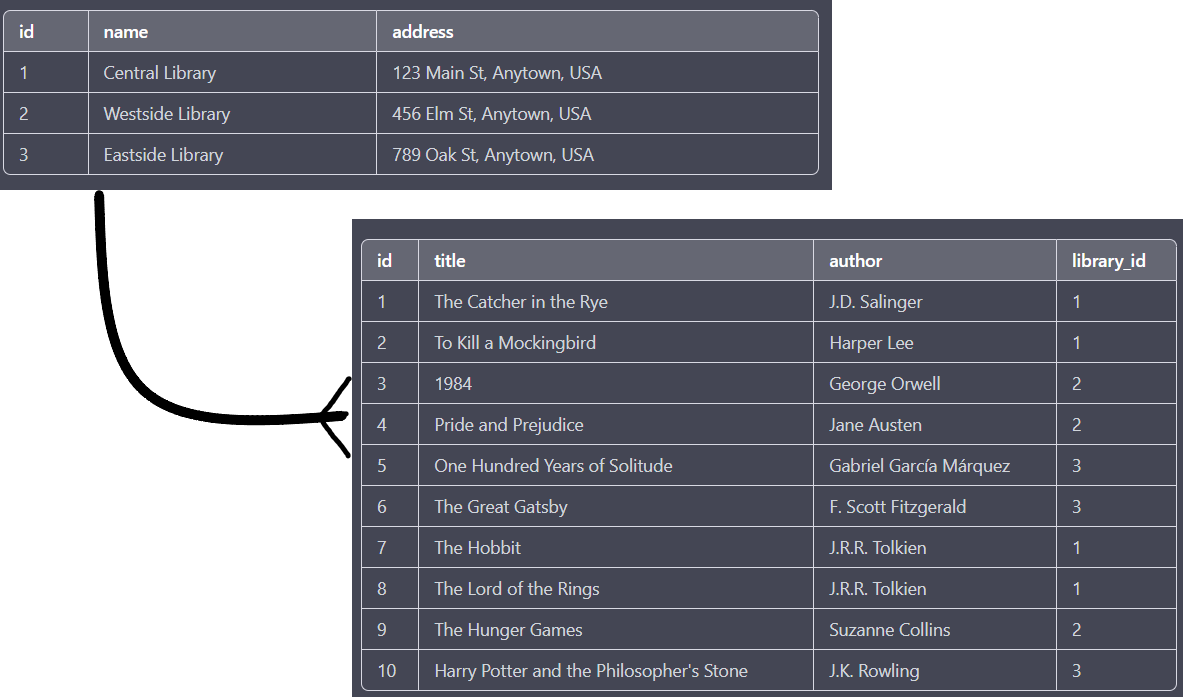 id name address
1 Central Library 123 Main St, Anytown, USA
2 Westside Library 456 Elm St, Anytown, USA
3 Eastside Library 789 Oak St, Anytown, USA
id title author library_id
1 The Catcher in the Rye J.D. Salinger 1
2 To Kill a Mockingbird Harper Lee 1
3 1984 George Orwell 2
4 Pride and Prejudice Jane Austen 2
5 One Hundred Years of Solitude Gabriel García Márquez 3
6 The Great Gatsby F. Scott Fitzgerald 3
7 The Hobbit J.R.R. Tolkien 1
8 The Lord of the Rings J.R.R. Tolkien 1
9 The Hunger Games Suzanne Collins 2
10 Harry Potter and the Philosopher's Stone J.K. Rowling 3